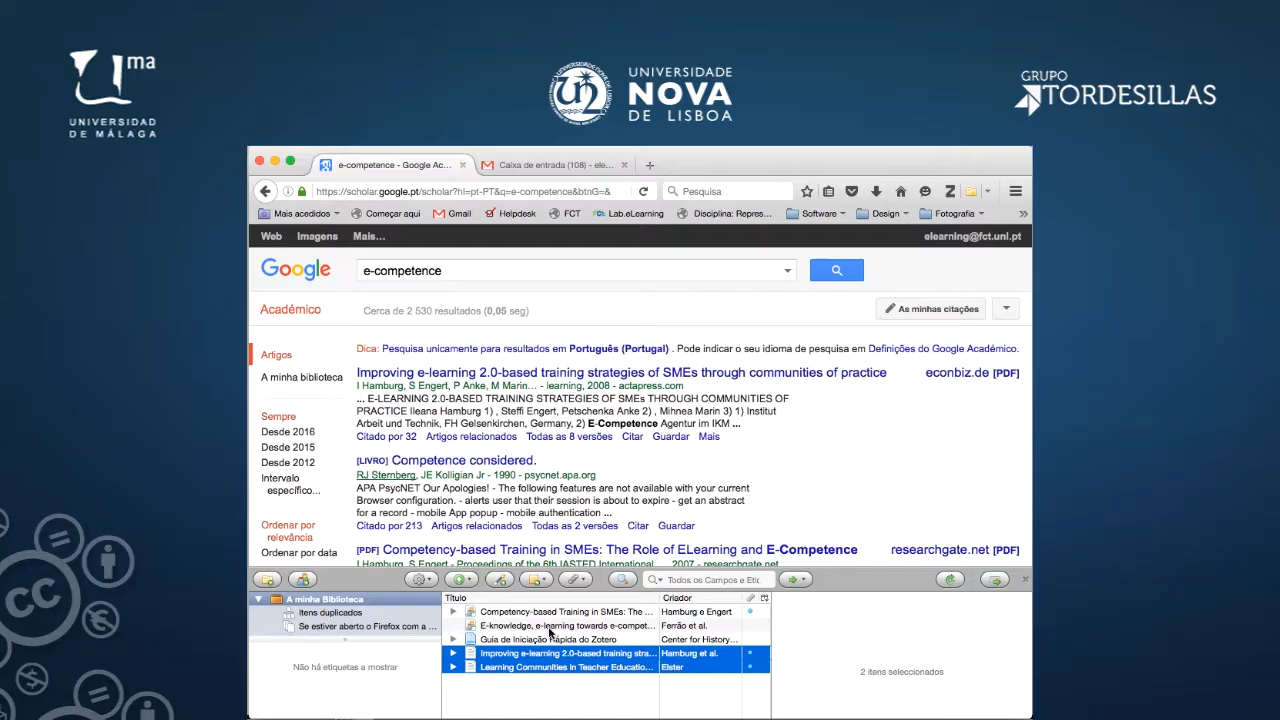 uma
UNIVERSIDAD
DE MÁLAGA
UNIVERSIDADE
NOVA
DE LISBOA
GRUPO
TORDESILLAS
e-competence - Google Ac...
Caixa de entrada (108) - ele...
https://scholar.google.pt/scholar?hl=pt-PT&q=e-competence&btnG=&
Pesquisa
Mais acedidos
Começar aqui
Gmail
Helpdesk
FCT
Lab.eLearning
Disciplina: Repres...
Software
Design
Fotografia
Web Imagens Mais...
elearning@fct.unl.pt
Google
e-competence
Académico
Cerca de 2 530 resultados (0,05 seg)
As minhas citações
Artigos
A minha biblioteca
Sempre
Desde 2016
Desde 2015
Desde 2012
Intervalo
específico...
Ordenar por
relevância
Ordenar por data
Dica: Pesquisa unicamente para resultados em Português (Portugal) . Pode indicar o seu idioma de pesquisa em Definições do Google Académico.
Improving e-learning 2.0-based training strategies of SMEs through communities of practice
econbiz.de [PDF]
I Hamburg, S Engert, P Anke, M Marin... - learning, 2008 - actapress.com
... E-LEARNING 2.0-BASED TRAINING STRATEGIES OF SMEs THROUGH COMMUNITIES OF
PRACTICE Ileana Hamburg 1) , Steffi Engert, Petschenka Anke 2) , Mihnea Marin 3) 1) Institut
Arbeit und Technik, FH Gelsenkirchen, Germany, 2) E-Competence Agentur im IKM ...
Citado por 32 Artigos relacionados Todas as 8 versões Citar Guardar Mais
[LIVRO] Competence considered.
RJ Sternberg, JE Kolligian Jr - 1990 - psycnet.apa.org
APA PsycNET Our Apologies! - The following features are not available with your current
Browser configuration. - alerts user that their session is about to expire - get an abstract
for a record - mobile App popup - mobile authentication ...
Citado por 213 Artigos relacionados Todas as 2 versões Citar Guardar
[PDF] Competency-based Training in SMEs: The Role of ELearning and E-Competence
researchgate.net [PDF]
I Hamburg, S Engert - Proceedings of the 6th IASTED International..., 2007 - researchgate.net
Todos os Campos e Etiq
A minha Biblioteca
Itens duplicados
Se estiver aberto o Firefox com a ...
Não há etiquetas a mostrar
Título Criador
Competency-based Training in SMEs: The ... Hamburg e Engert
E-knowledge, e-learning towards e-compet... Ferrão et al.
Guia de Iniciação Rápida do Zotero Center for History...
Improving e-learning 2.0-based training stra... Hamburg et al.
Learning Communities in Teacher Educatio... Elster
2 itens seleccionados
CC